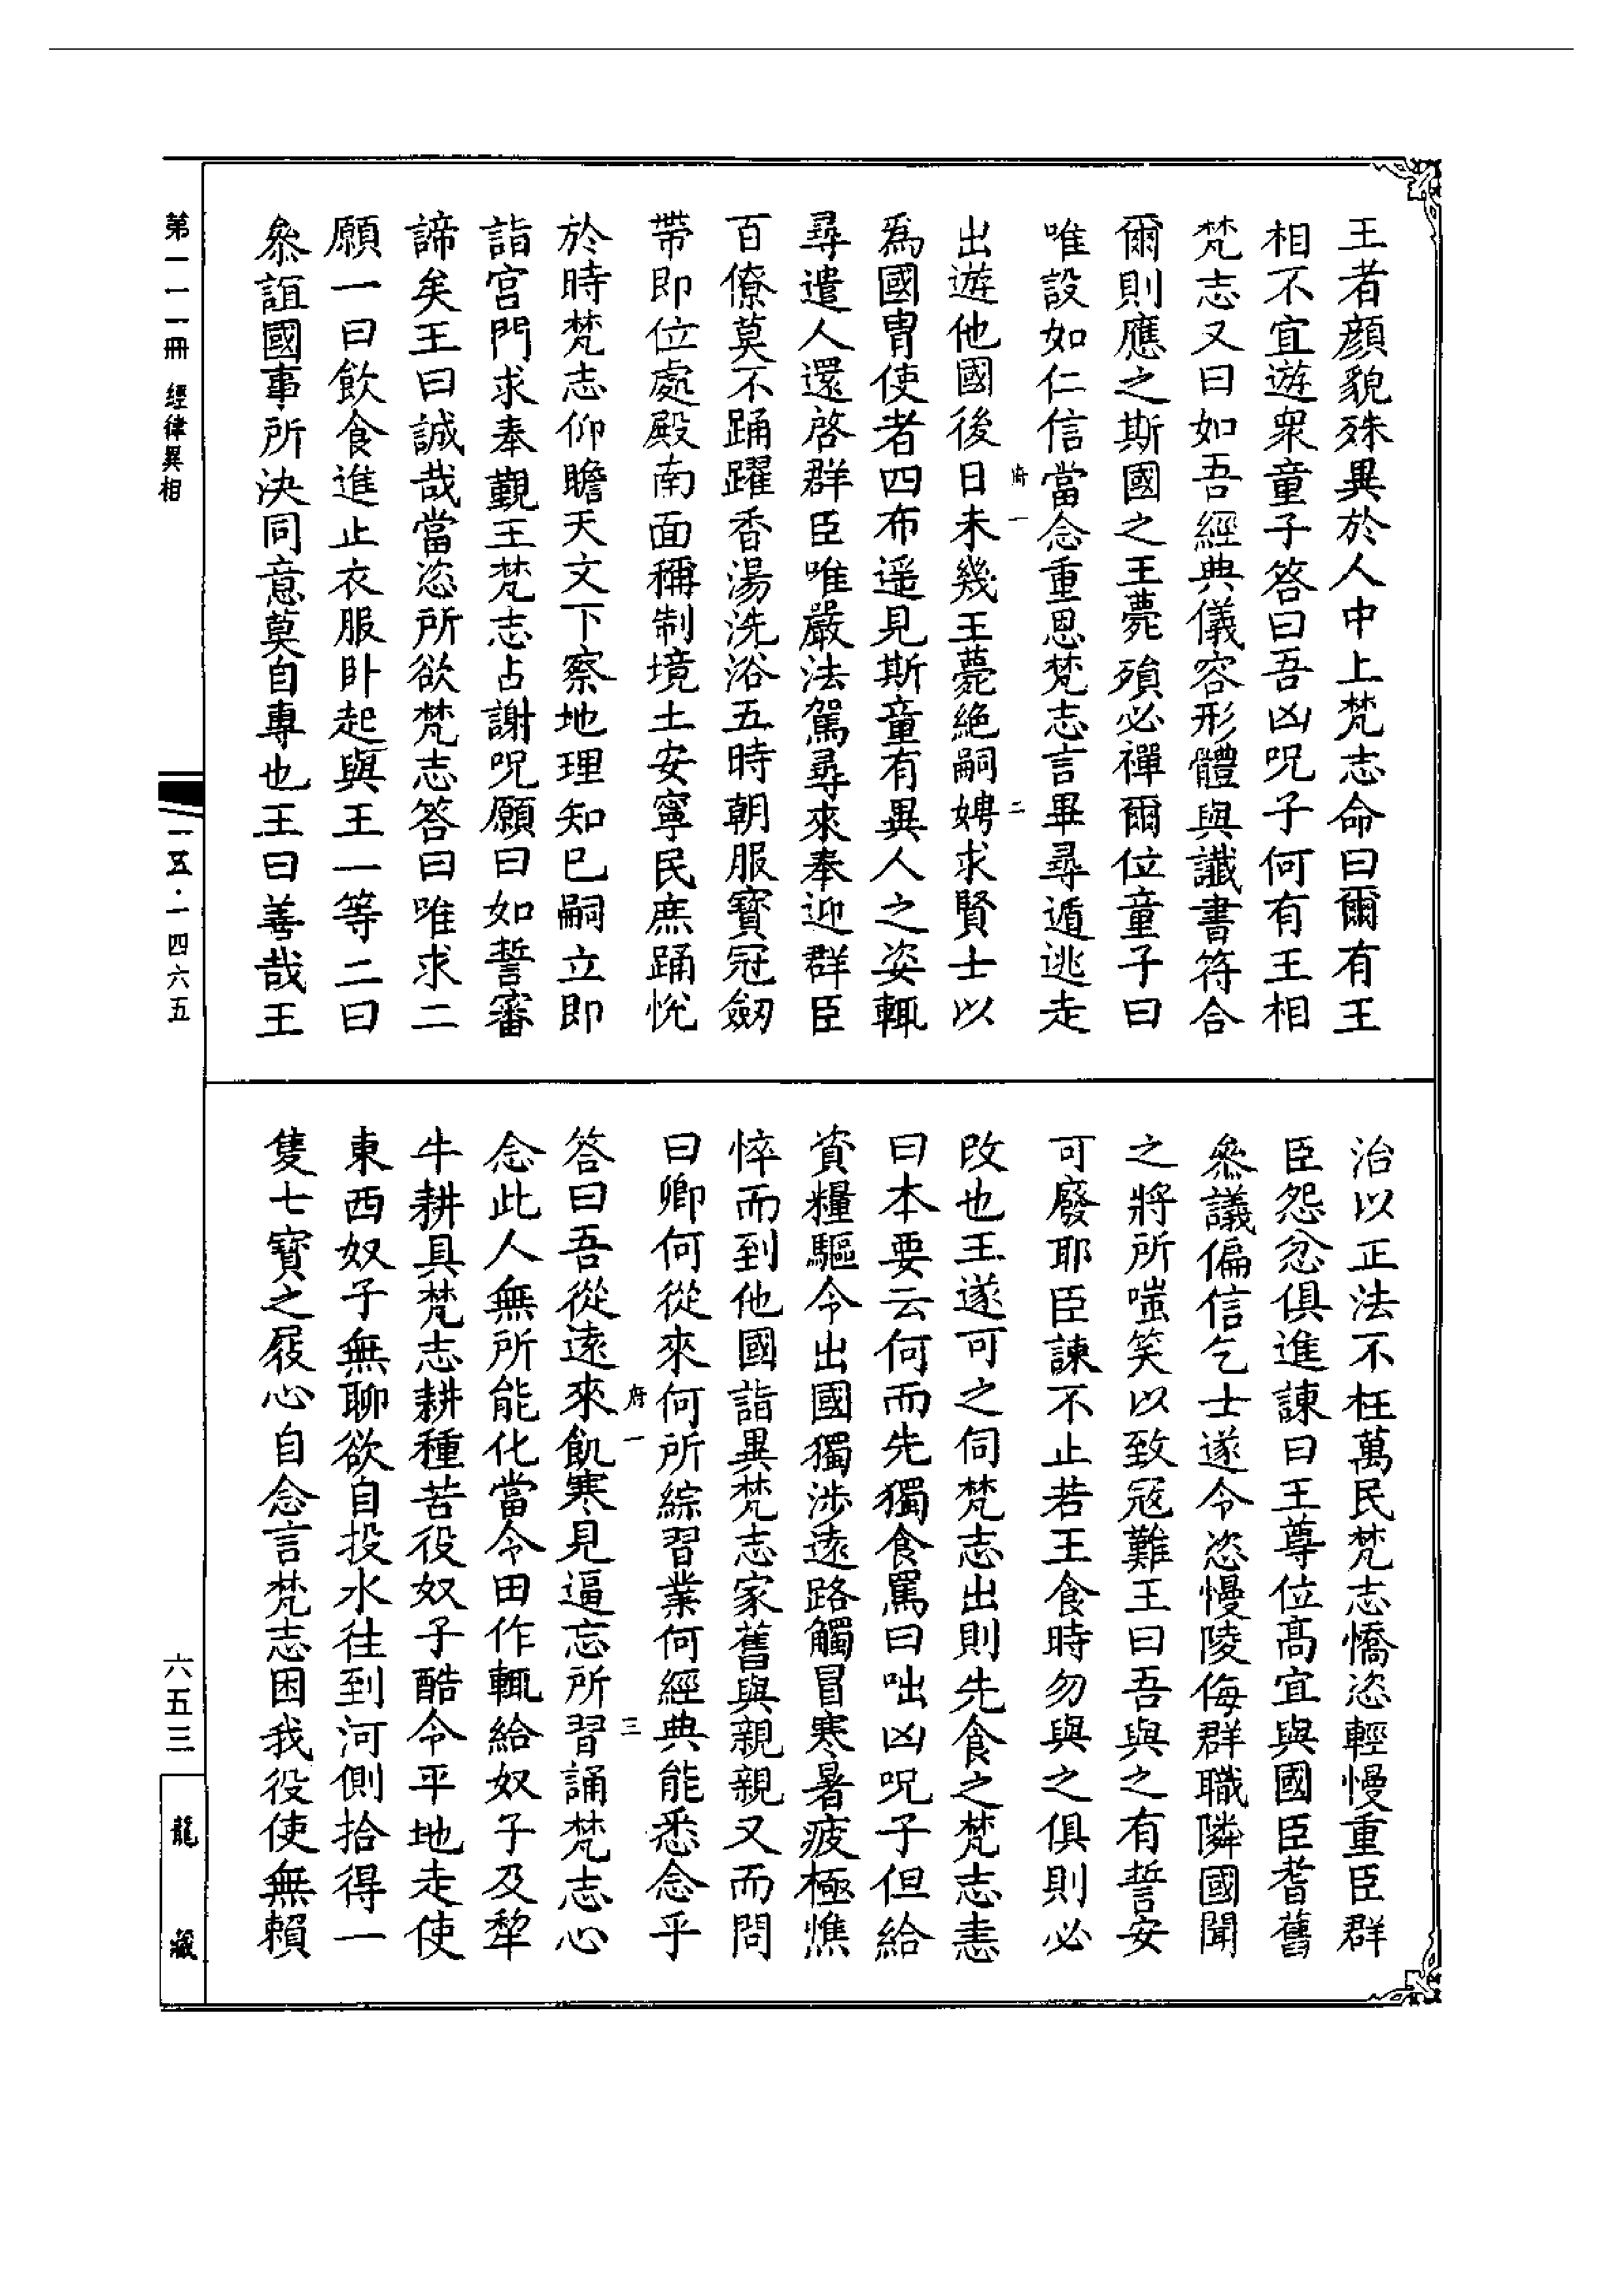 王者顔貌殊異於人中上梵志命曰爾有王
相不宜遊衆童子答曰吾凶呪子何有王相
梵志又曰如吾經典儀容形體與讖書符合
爾則應之斯國之王薨殞必禪爾位童子曰
唯設如仁信當念重思梵志言畢尋遁逃走
府一
二
出遊他國後日未幾王薨絕嗣娉求賢士以
爲國胄使者四布遥見斯童有異人之姿輒
尋遣人還啓群臣唯嚴法駕尋來奉迎群臣
百僚莫不踊躍香湯洗浴五時朝服寶冠劒
帶即位處殿南面稱制境土安寧民庶踊悅
於時梵志仰瞻天文下察地理知已嗣立即
詣宮門求奉覲王梵志占謝呪願曰如誓審
諦矣王曰誠哉當恣所欲梵志答曰唯求二
願一曰飲食進止衣服卧起與王一等二曰
叅誼國事所決同意莫自專也王曰善哉王
治以正法不枉萬民梵志憍恣輕慢重臣群
臣怨忿俱進諫曰王尊位高宜與國臣耆舊
叅議偏信乞士遂令恣慢陵侮群職隣國聞
之將所嗤笑以致寇難王曰吾與之有誓安
可廢耶臣諫不止若王食時勿與之俱則必
改也王遂可之伺梵志出則先食之梵志恚
曰本要云何而先獨食罵曰咄凶呪子但給
資糧驅令出國獨涉遠路觸冒寒暑疲極憔
悴而到他國詣異梵志家舊與親親又而問
曰卿何從來何所綜習業何經典能悉念乎
府一
三
答曰吾從遠來飢寒見逼忘所習誦梵志心
念此人無所能化當令田作輒給奴子及犂
牛耕具梵志耕種苦役奴子酷令平地走使
東西奴子無聊欲自投水往到河側拾得一
隻七寶之屐心自念言梵志困我役使無賴
第一一一冊 經律異相
一五·一四六五
六五三
龍藏